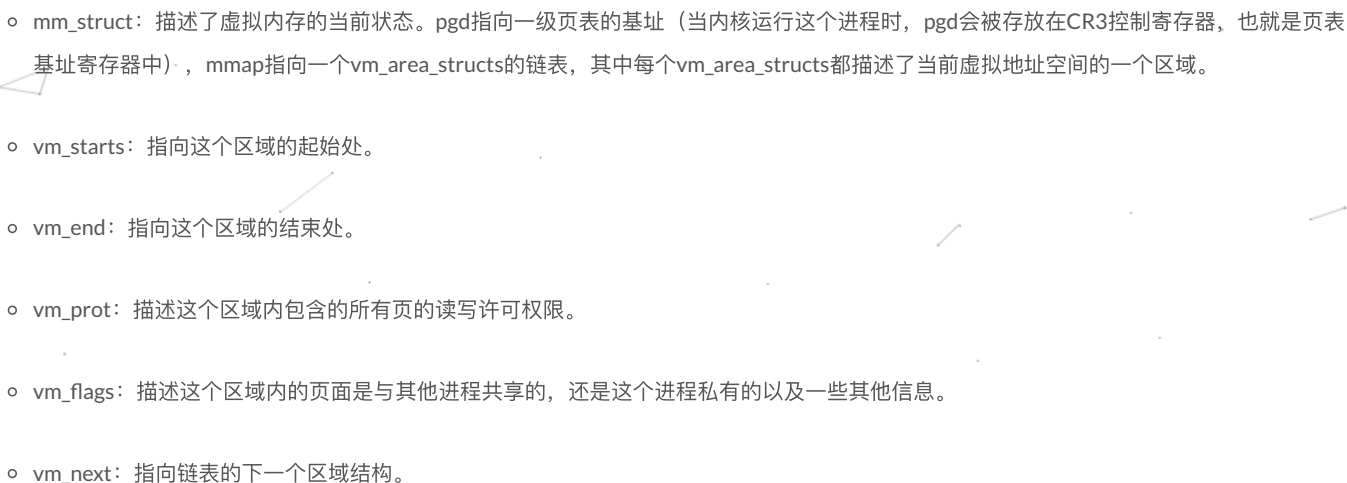 mm_struct：描述了虚拟内存的当前状态。pgd指向一级页表的基址（当内核运行这个进程时，pgd会被存放在CR3控制寄存器，也就是页表
基址寄存器中），mmap指向一个vm_area_structs的链表，其中每个vm_area_structs都描述了当前虚拟地址空间的一个区域。
vm_starts：指向这个区域的起始处。
vm_end：指向这个区域的结束处。
vm_prot：描述这个区域内包含的所有页的读写许可权限。
vm_flags：描述这个区域内的页面是与其他进程共享的，还是这个进程私有的以及一些其他信息。
vm_next：指向链表的下一个区域结构。